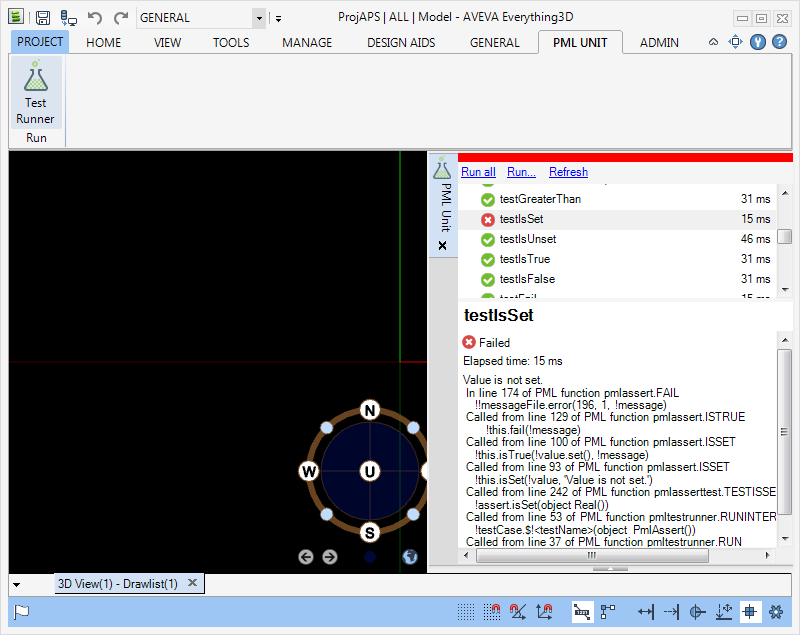 GENERAL
ProjAPS | ALL | Model - AVEVA Everything3D
PROJECT HOME VIEW TOOLS MANAGE DESIGN AIDS GENERAL PML UNIT ADMIN
Test
Runner
Run
PML Unit
Run all Run... Refresh
testGreaterThan 31 ms
testIsSet 15 ms
testIsUnset 46 ms
testIsTrue 31 ms
testIsFalse 31 ms
testFail 15 ms
testIsSet
Failed
Elapsed time: 15 ms
Value is not set.
In line 174 of PML function pmlassert.FAIL
!!messageFile.error(196, 1, !message)
Called from line 129 of PML function pmlassert.ISTRUE
!this.fail(!message)
Called from line 100 of PML function pmlassert.ISSET
!this.isTrue(!value.set(), !message)
Called from line 93 of PML function pmlassert.ISSET
!this.isSet(!value, 'Value is not set.')
Called from line 242 of PML function pmlasserttest.TESTISSE
!assert.isSet(object Real())
Called from line 53 of PML function pmltestrunner.RUNINTER
!testCase.$!<testName>(object PmlAssert())
Called from line 37 of PML function pmltestrunner.RUN
N
W U
S
3D View(1) - Drawlist(1)